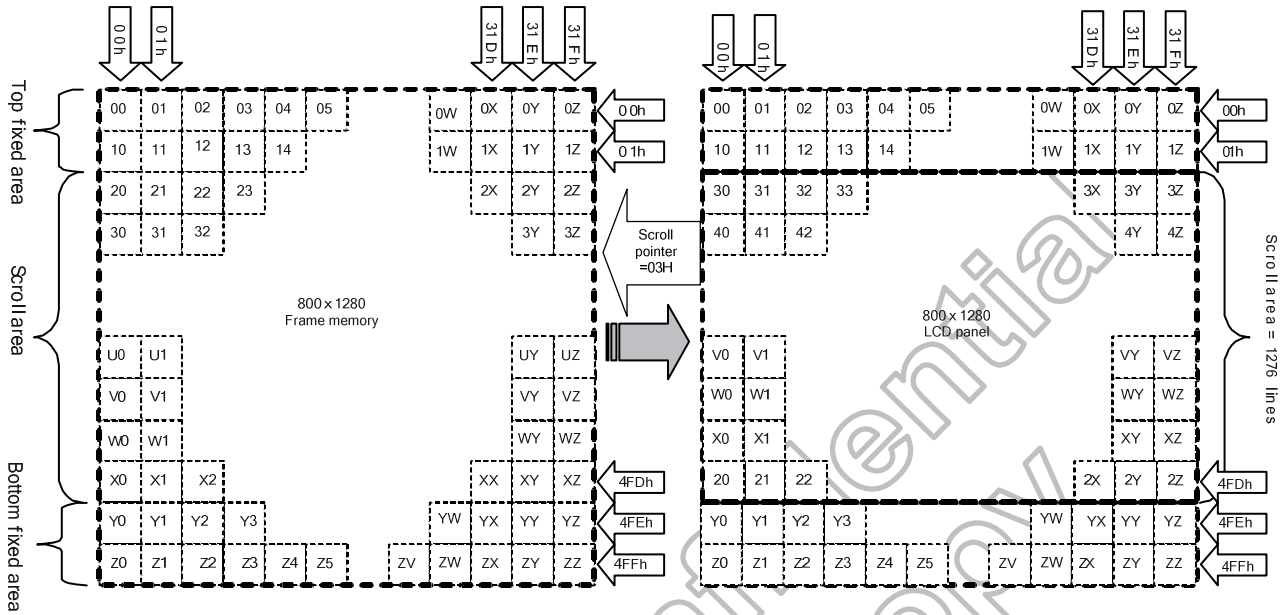 00h 01h 31Dh 31Eh 31Fh 00h 01h 31Dh 31Eh 31Fh
Top fixed area
00 01 02 03 04 05 0W 0X 0Y 0Z 00h 00 01 02 03 04 05 0W 0X 0Y 0Z 00h
10 11 12 13 14 1W 1X 1Y 1Z 01h 10 11 12 13 14 1W 1X 1Y 1Z 01h
20 21 22 23 2X 2Y 2Z 30 31 32 33 3X 3Y 3Z
30 31 32 3Y 3Z 40 41 42 4Y 4Z
Scroll
pointer
=03H
Scroll area
800 x 1280
Frame memory
800 x 1280
LCD panel
Scroll area = 1276 lines
U0 U1 UY UZ V0 V1 VY VZ
V0 V1 VY VZ W0 W1 WY WZ
W0 W1 WY WZ X0 X1 XY XZ
X0 X1 X2 XX XY XZ 4FDh 20 21 22 2X 2Y 2Z 4FDh
Bottom fixed area
Y0 Y1 Y2 Y3 YW YX YY YZ 4FEh Y0 Y1 Y2 Y3 YW YX YY YZ 4FEh
Z0 Z1 Z2 Z3 Z4 Z5 ZV ZW ZX ZY ZZ 4FFh Z0 Z1 Z2 Z3 Z4 Z5 ZV ZW ZX ZY ZZ 4FFh